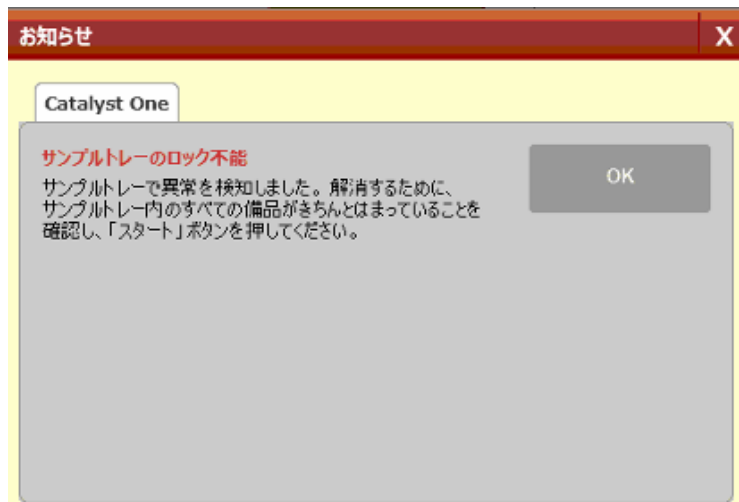 お知らせ
X
Catalyst One
サンプルトレーのロック不能
サンプルトレーで異常を検知しました。解消するために、
サンプルトレー内のすべての備品がきちんとはまっていることを
確認し、「スタート」ボタンを押してください。
OK